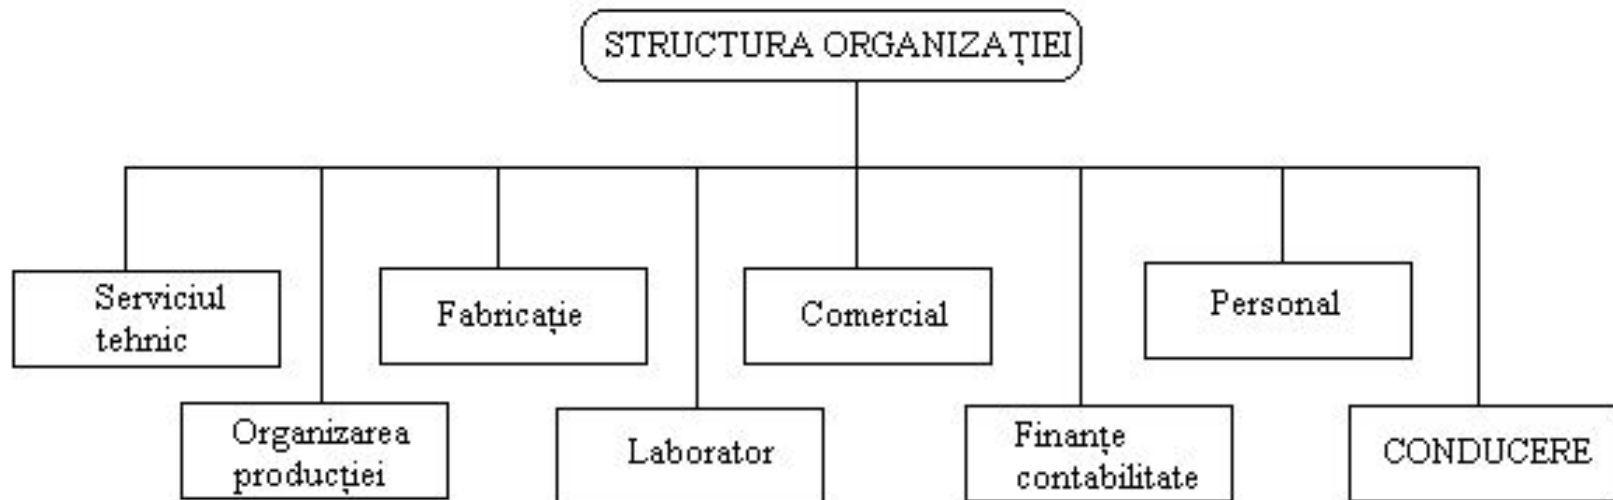 STRUCTURA ORGANIZAȚIEI
Serviciul
tehnic
Fabricație
Comercial
Personal
Organizarea
producției
Laborator
Finanțe
contabilitate
CONDUCERE